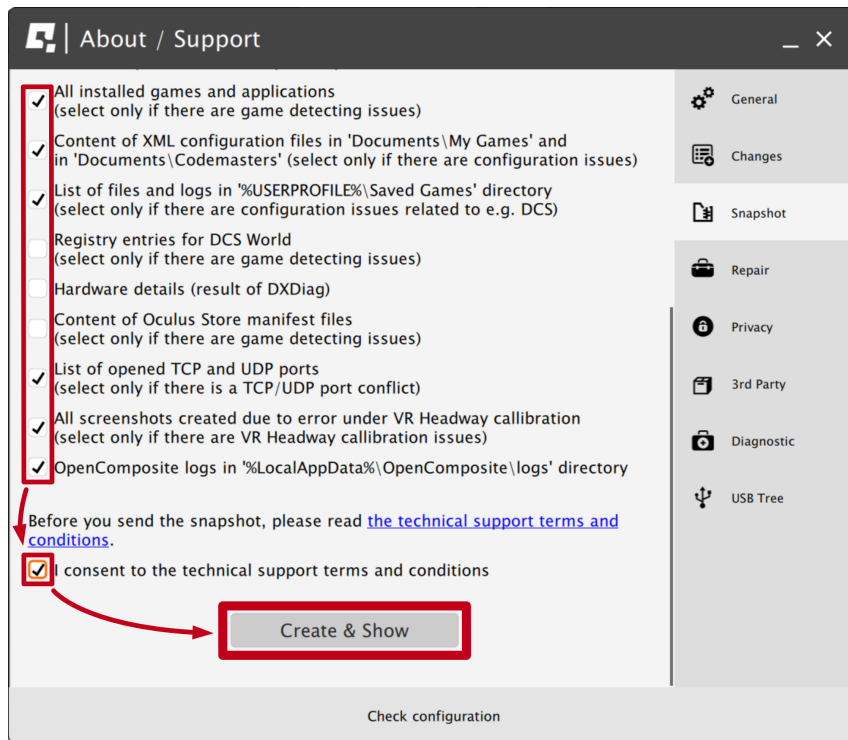 About / Support
All installed games and applications
(select only if there are game detecting issues)
Content of XML configuration files in 'Documents\My Games' and
in 'Documents\Codemasters' (select only if there are configuration issues)
List of files and logs in '%USERPROFILE%\Saved Games' directory
(select only if there are configuration issues related to e.g. DCS)
Registry entries for DCS World
(select only if there are game detecting issues)
Hardware details (result of DXDiag)
Content of Oculus Store manifest files
(select only if there are game detecting issues)
List of opened TCP and UDP ports
(select only if there is a TCP/UDP port conflict)
All screenshots created due to error under VR Headway callibration
(select only if there are VR Headway callibration issues)
OpenComposite logs in '%LocalAppData%\OpenComposite\logs' directory
Before you send the snapshot, please read the technical support terms and
conditions.
I consent to the technical support terms and conditions
Create & Show
General
Changes
Snapshot
Repair
Privacy
3rd Party
Diagnostic
USB Tree
Check configuration